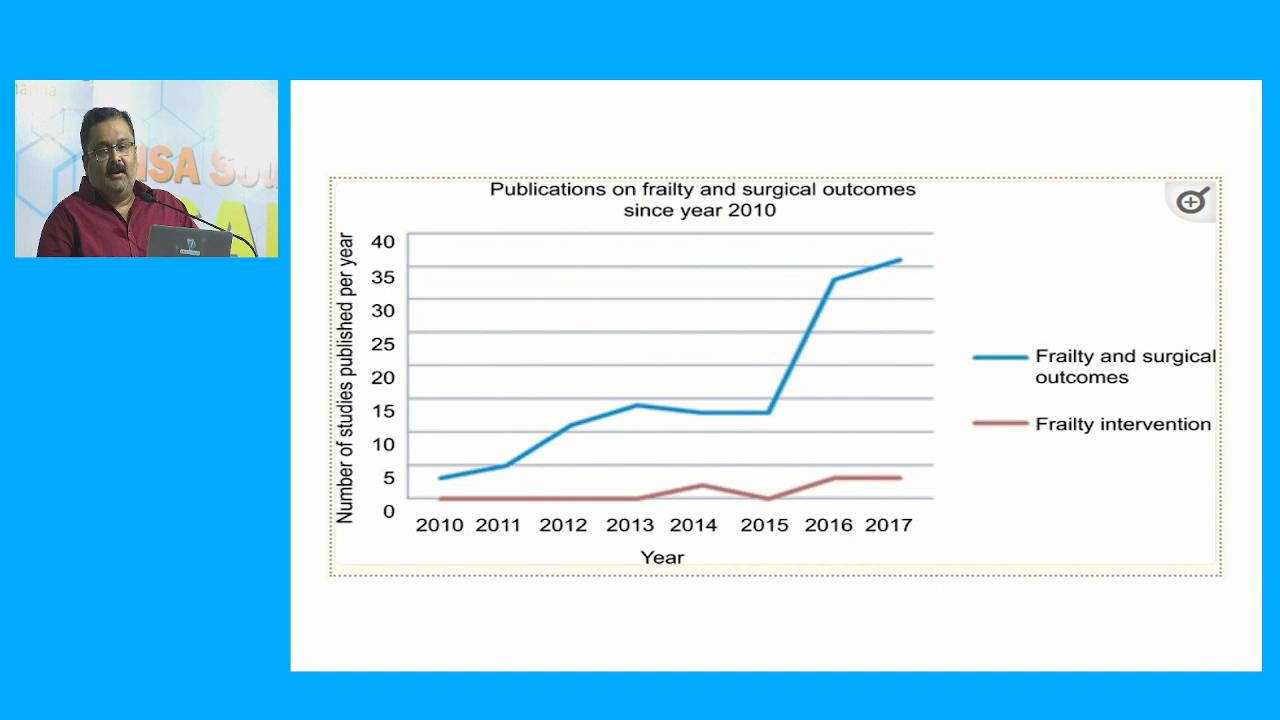 ISA Sou
Publications on frailty and surgical outcomes
since year 2010
Number of studies published per year
40
35
30
25
20
15
10
5
0
2010 2011 2012 2013 2014 2015 2016 2017
Year
Frailty and surgical
outcomes
Frailty intervention